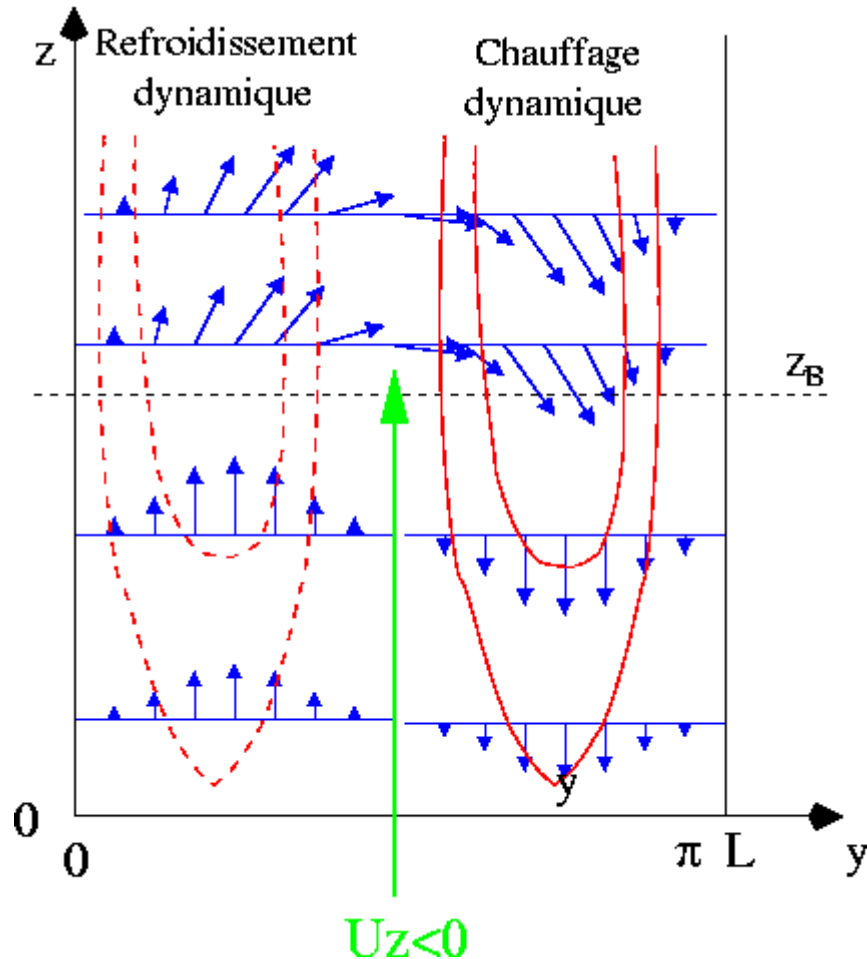 z
Refroidissement
dynamique
Chauffage
dynamique
z_B
y
0
0
π L
y
Uz<0